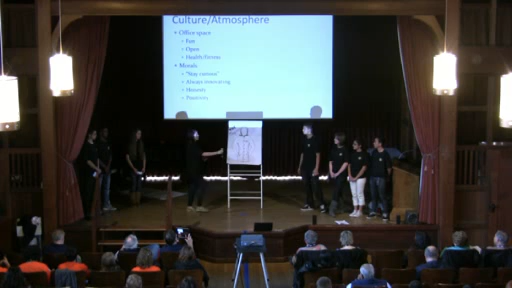 Culture/Atmosphere
• Office space
• Fun
• Open
• Health/Fitness
• Morals
• "Stay curious"
• Always innovating
• Honesty
• Positivity